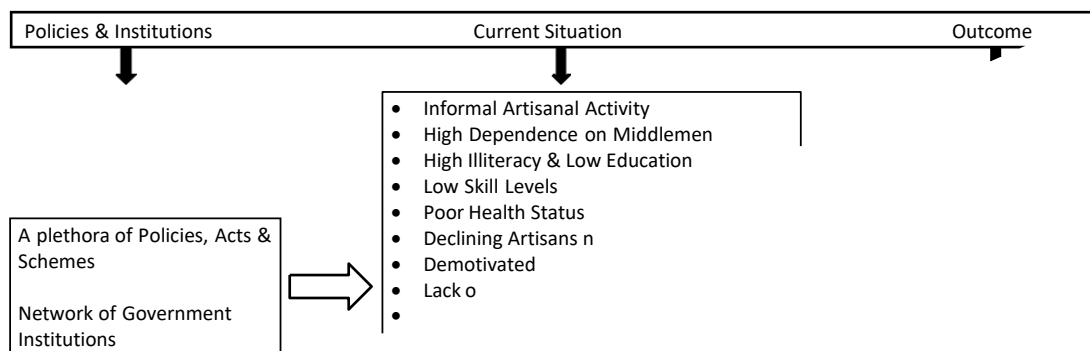 Policies & Institutions Current Situation Outcome
• Informal Artisanal Activity
• High Dependence on Middlemen
• High Illiteracy & Low Education
• Low Skill Levels
• Poor Health Status
• Declining Artisans n
• Demotivated
• Lack o
•
A plethora of Policies, Acts &
Schemes
Network of Government
Institutions